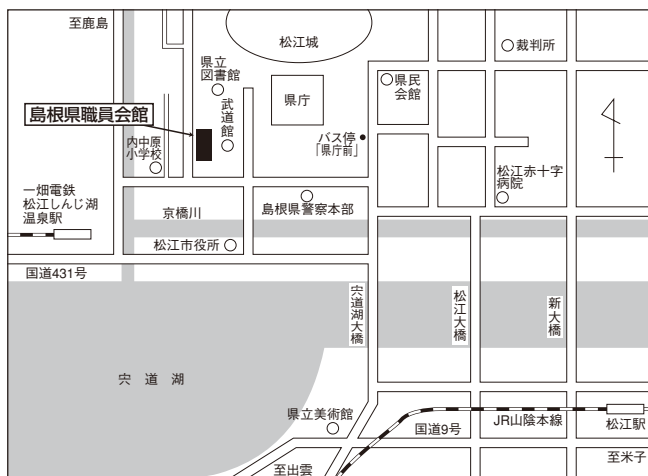 至鹿島
松江城
裁判所
県立
図書館
県民
会館
県庁
武道館
島根県職員会館
バス停
「県庁前」
内中原
小学校
松江赤十字
病院
一畑電鉄
松江しんじ湖
温泉駅
京橋川
島根県警察本部
松江市役所
国道431号
宍道湖大橋
松江大橋
新大橋
宍道湖
県立美術館
国道9号
JR山陰本線
松江駅
至出雲
至米子